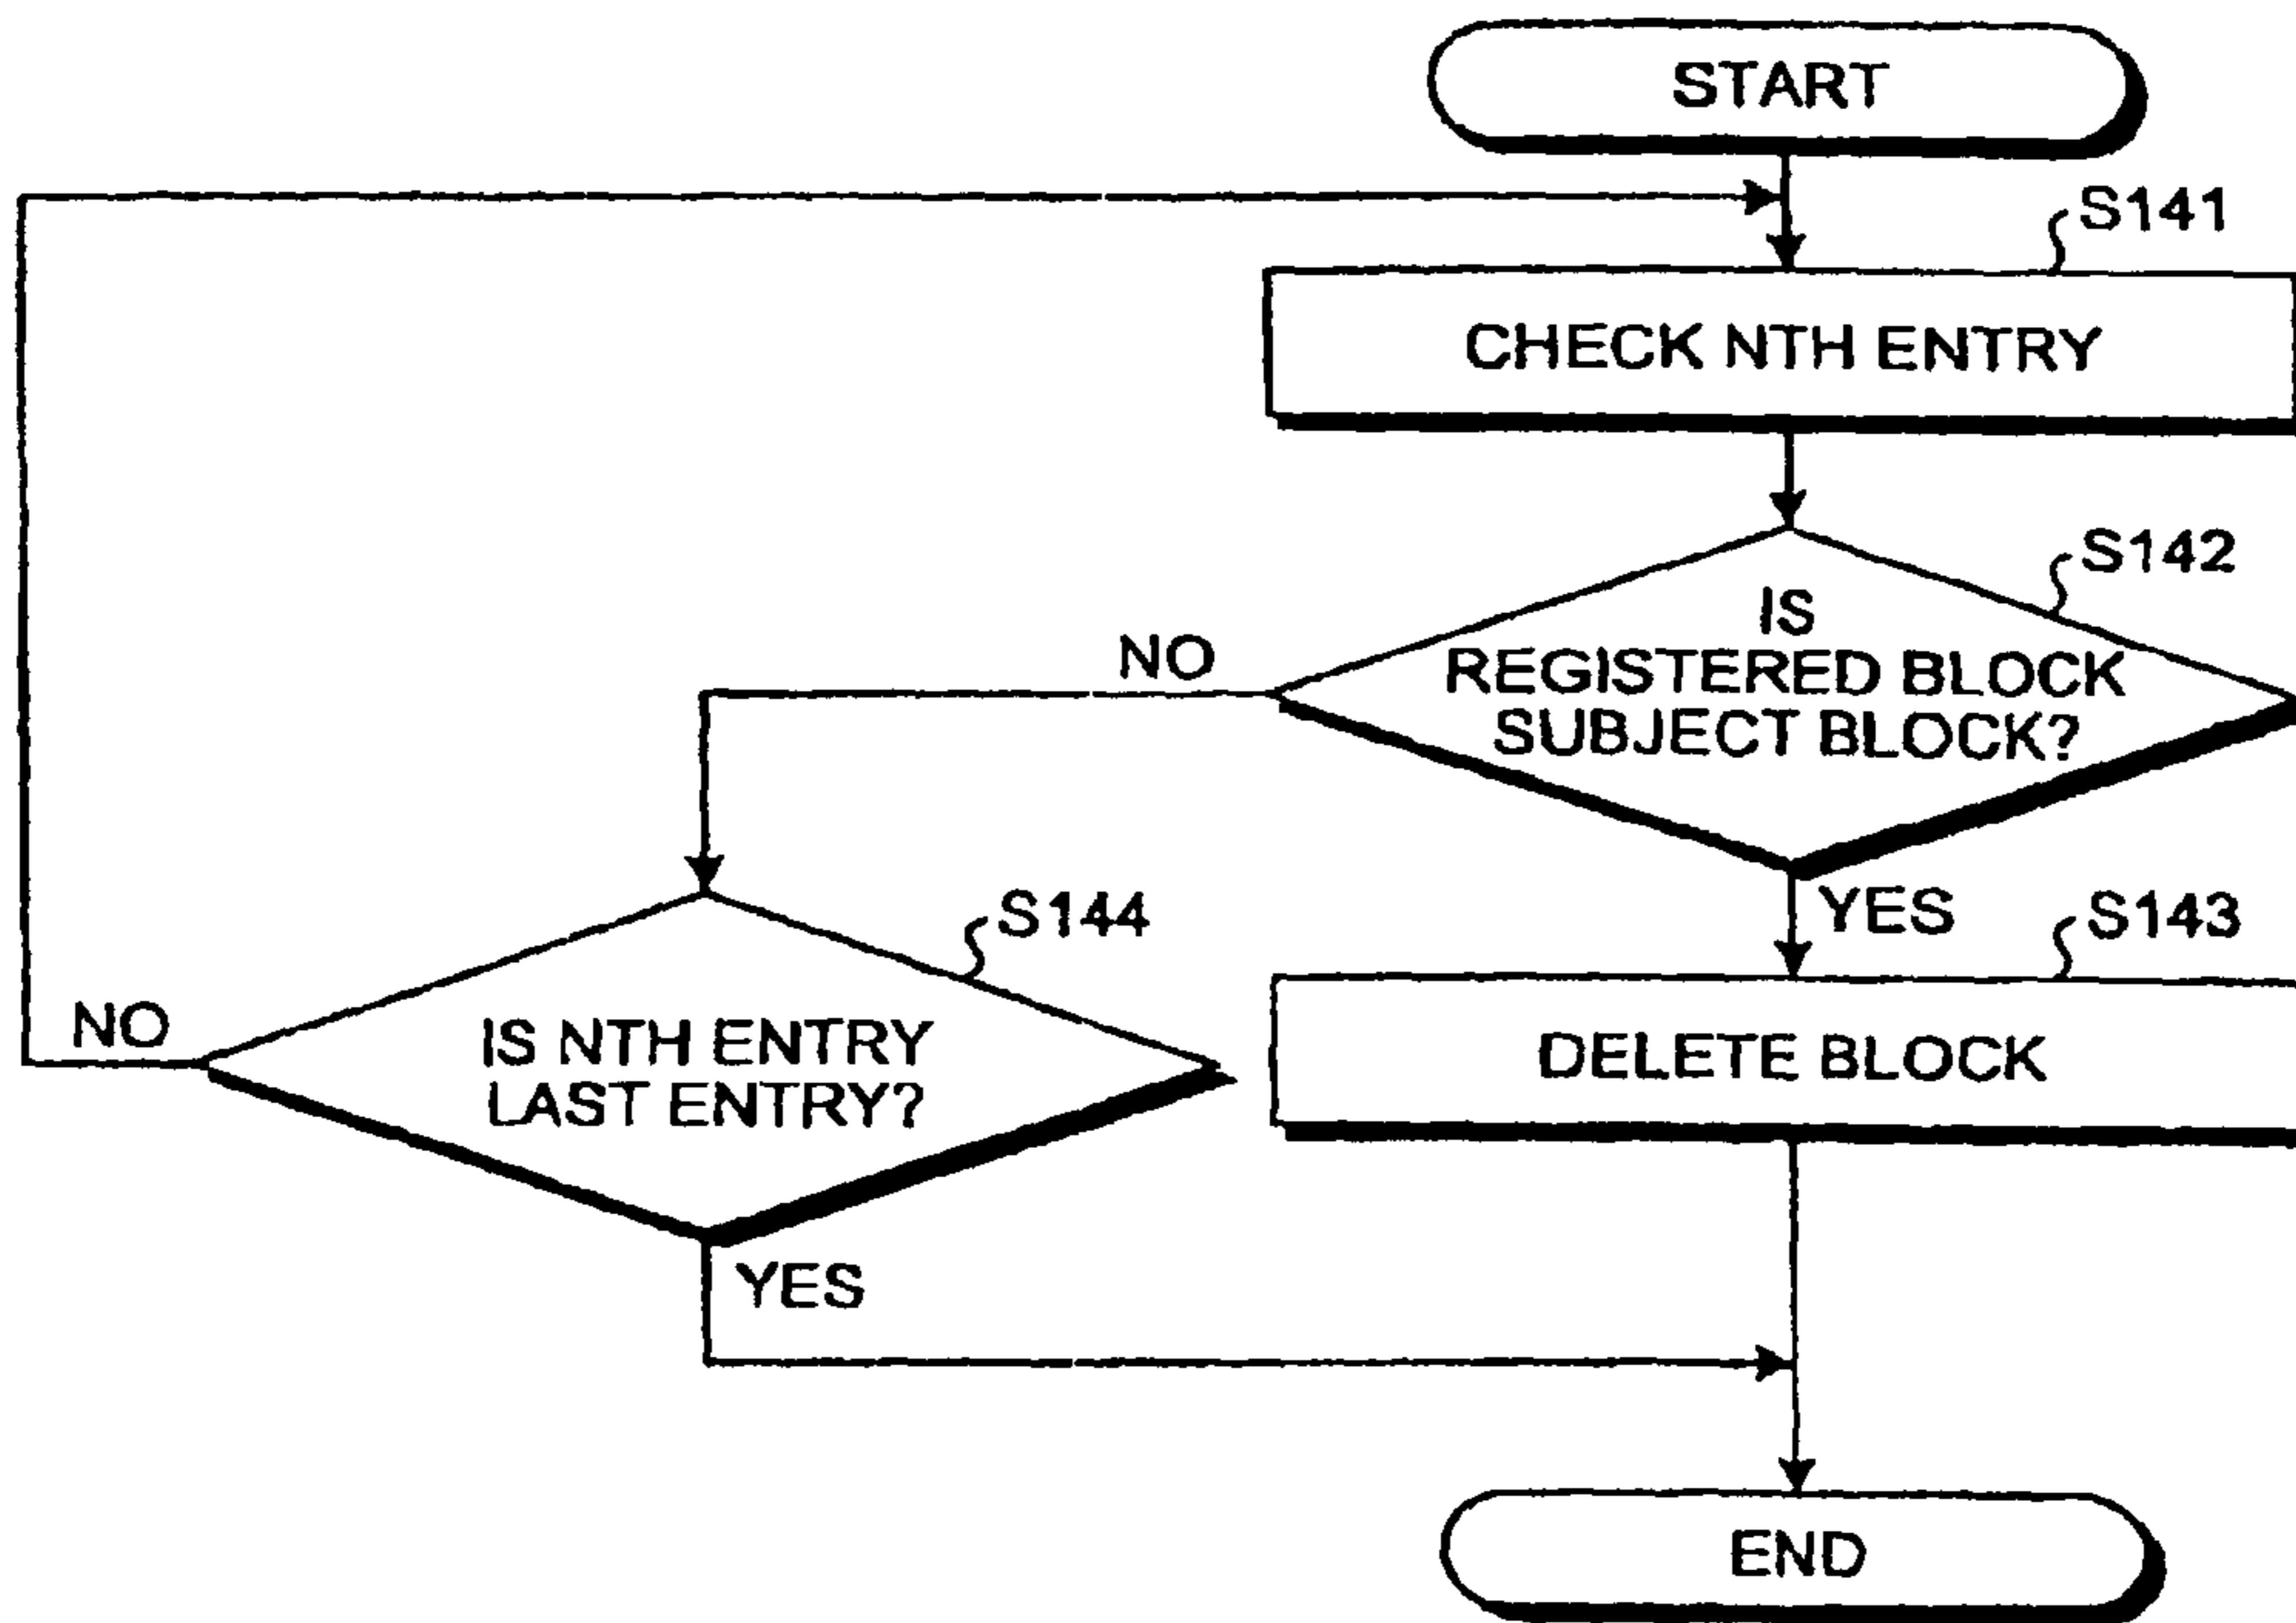 START
S141
CHECK NTH ENTRY
S142
IS
REGISTERED BLOCK
SUBJECT BLOCK?
NO
YES
S143
DELETE BLOCK
S144
IS NTH ENTRY
LAST ENTRY?
NO
YES
END